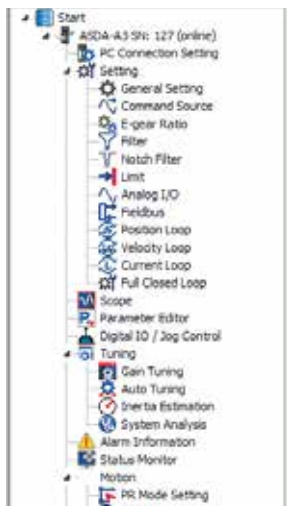 Start
ASDA-A3 SN: 127 (online)
PC Connection Setting
Setting
General Setting
Command Source
E-gear Ratio
Filter
Notch Filter
Limit
Analog I/O
Fieldbus
Position Loop
Velocity Loop
Current Loop
Full Closed Loop
Scope
Parameter Editor
Digital IO / Jog Control
Tuning
Gain Tuning
Auto Tuning
Inertia Estimation
System Analysis
Alarm Information
Status Monitor
Motion
PR Mode Setting